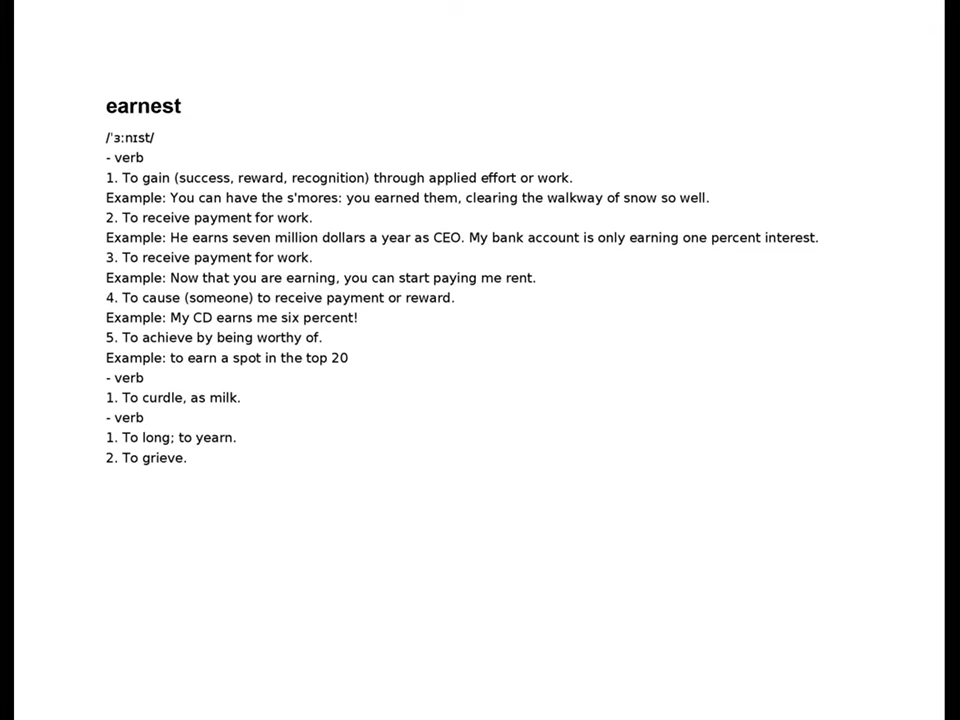 earnest
/ˈɜːnɪst/
- verb
1. To gain (success, reward, recognition) through applied effort or work.
Example: You can have the s'mores: you earned them, clearing the walkway of snow so well.
2. To receive payment for work.
Example: He earns seven million dollars a year as CEO. My bank account is only earning one percent interest.
3. To receive payment for work.
Example: Now that you are earning, you can start paying me rent.
4. To cause (someone) to receive payment or reward.
Example: My CD earns me six percent!
5. To achieve by being worthy of.
Example: to earn a spot in the top 20
- verb
1. To curdle, as milk.
- verb
1. To long; to yearn.
2. To grieve.